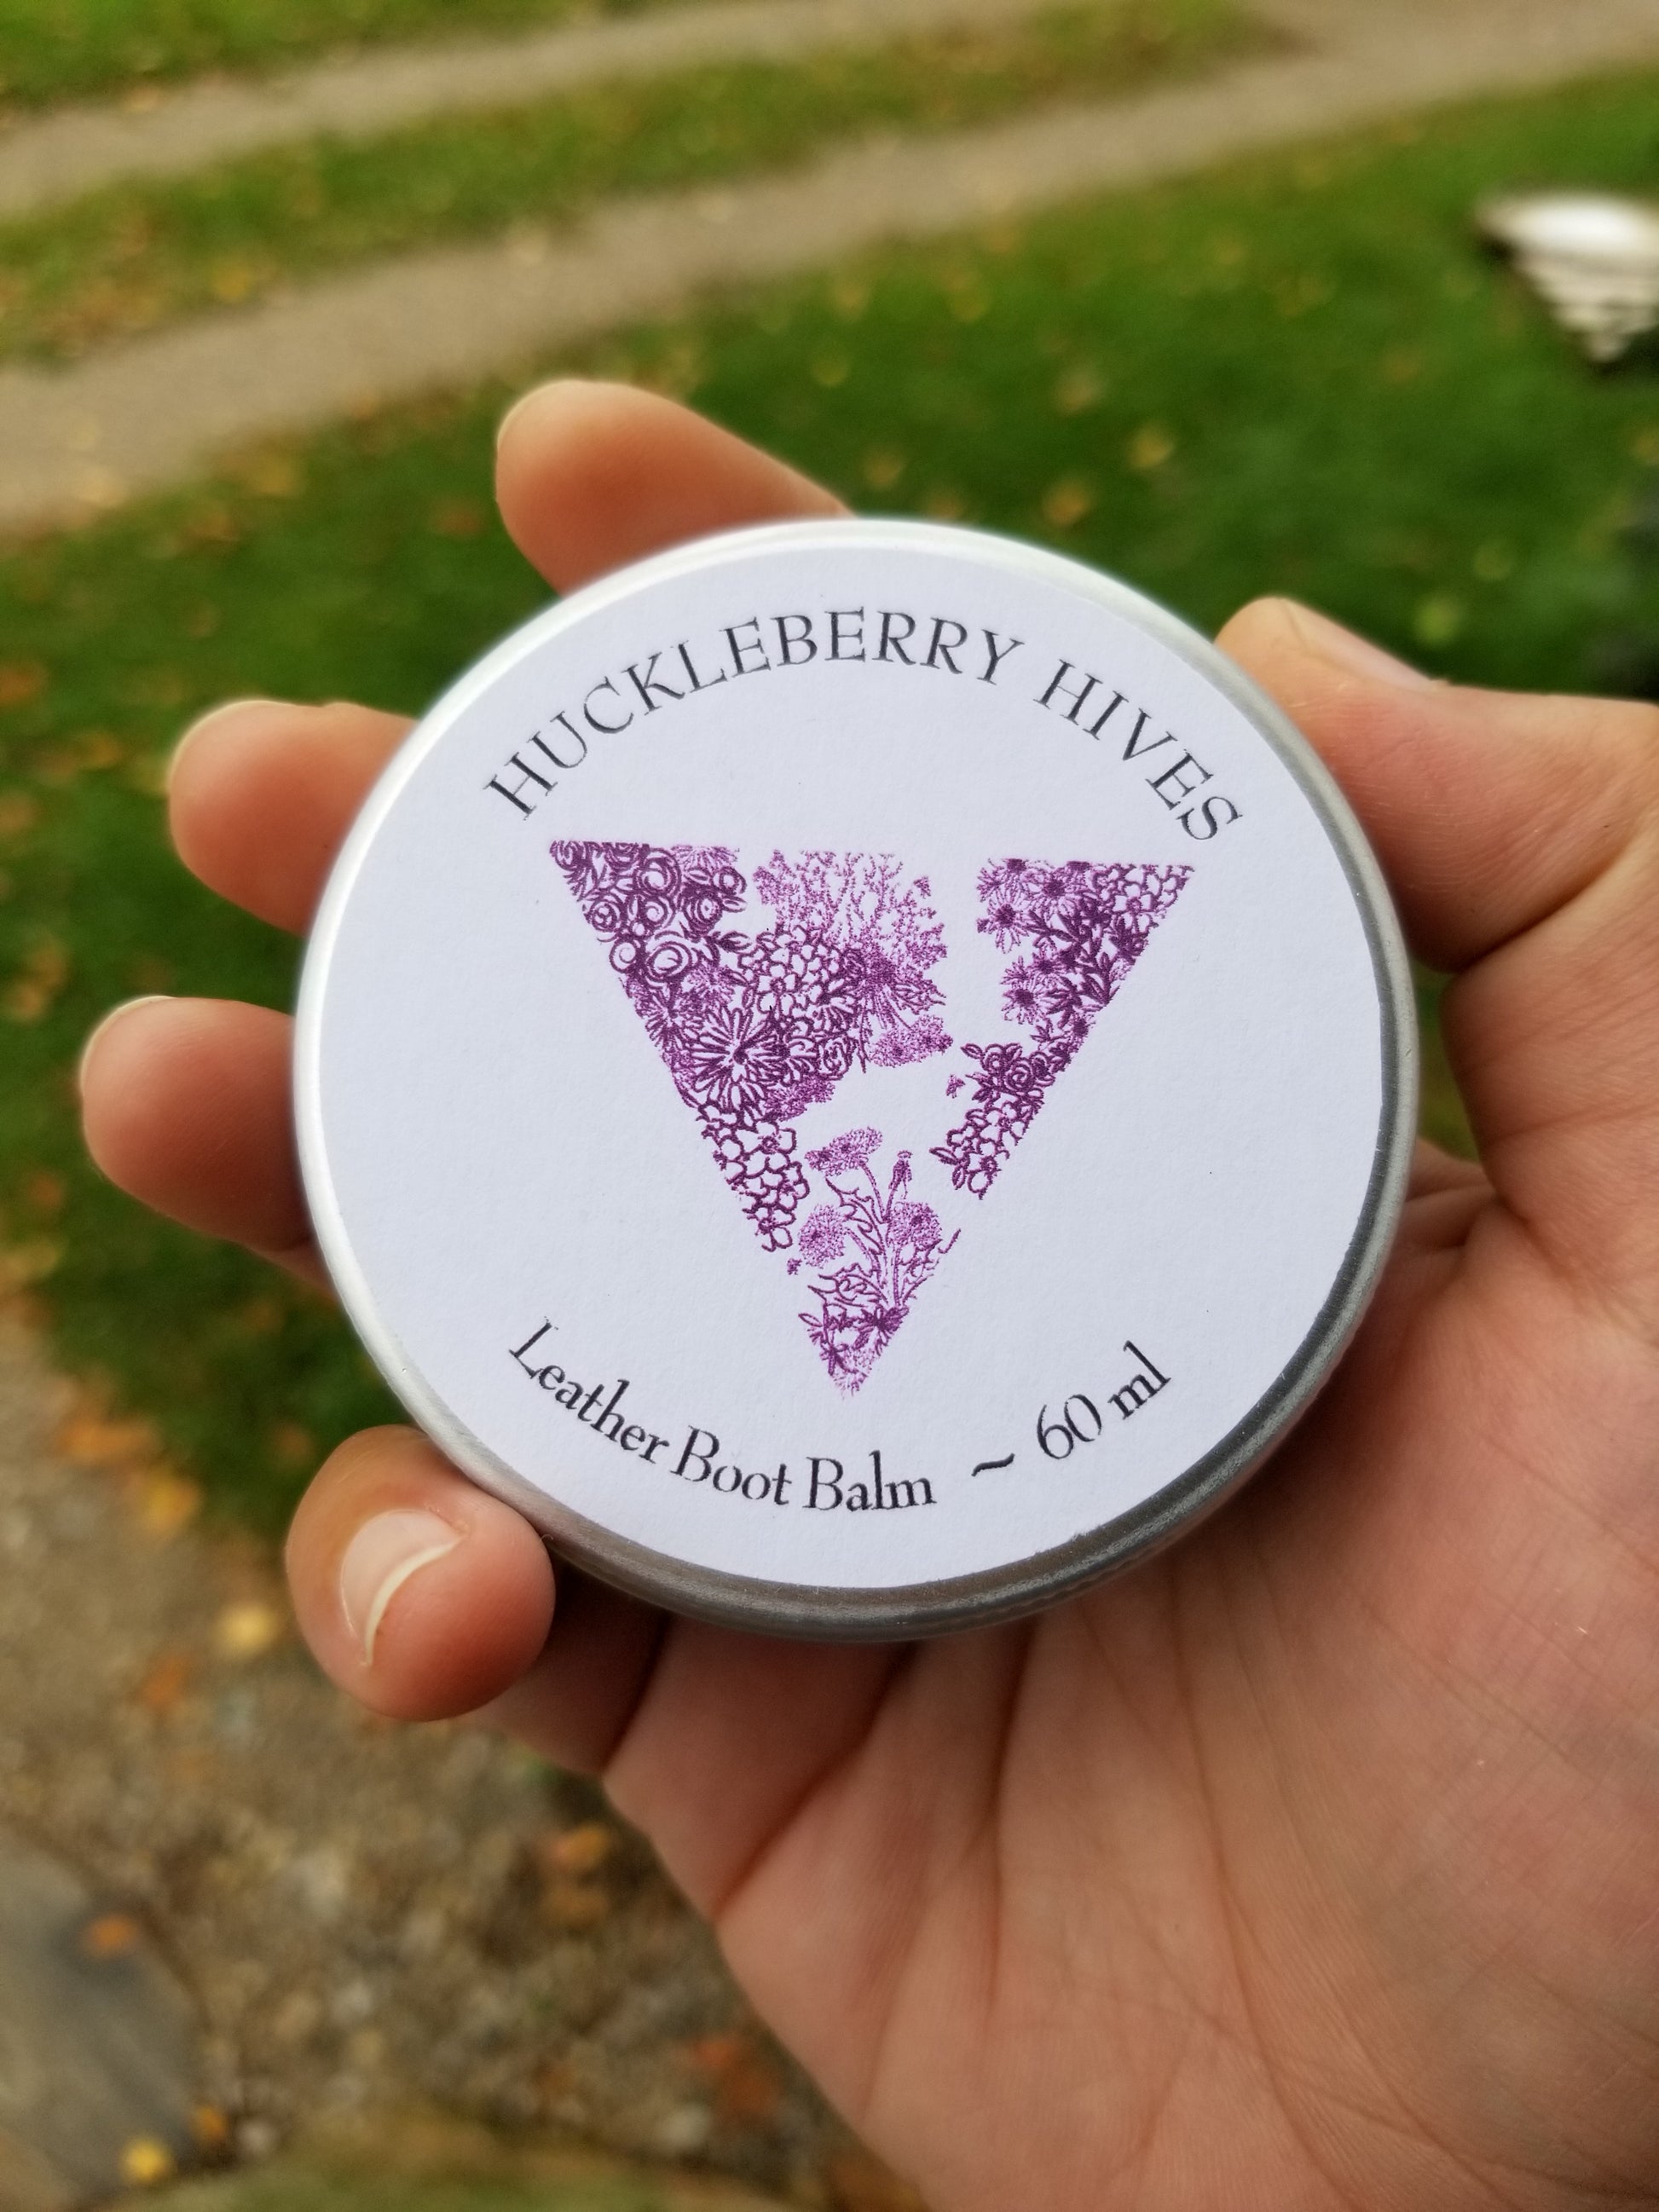 HUCKLEBERRY HIVES
Leather Boot Balm ~ 60 ml